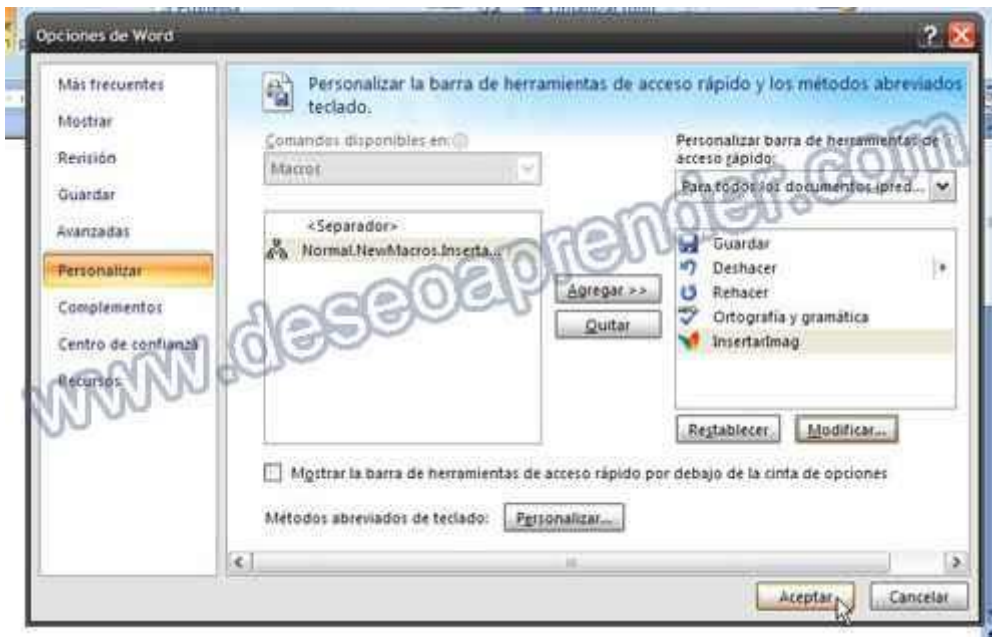 Opciones de Word
Más frecuentes
Mostrar
Revisión
Guardar
Avanzadas
Personalizar
Complementos
Centro de confianza
Recursos
Personalizar la barra de herramientas de acceso rápido y los métodos abreviados
teclado.
Comandos disponibles en:
Macros
<Separador>
Normal.NewMacros.Inserta...
Agregar >>
Quitar
Personalizar barra de herramientas de
acceso rápido:
Para todos los documentos (pred...
Guardar
Deshacer
Rehacer
Ortografía y gramática
InsertarImag
Restablecer
Modificar...
Mostrar la barra de herramientas de acceso rápido por debajo de la cinta de opciones
Métodos abreviados de teclado:
Personalizar...
Aceptar
Cancelar
www.deseoaprender.com